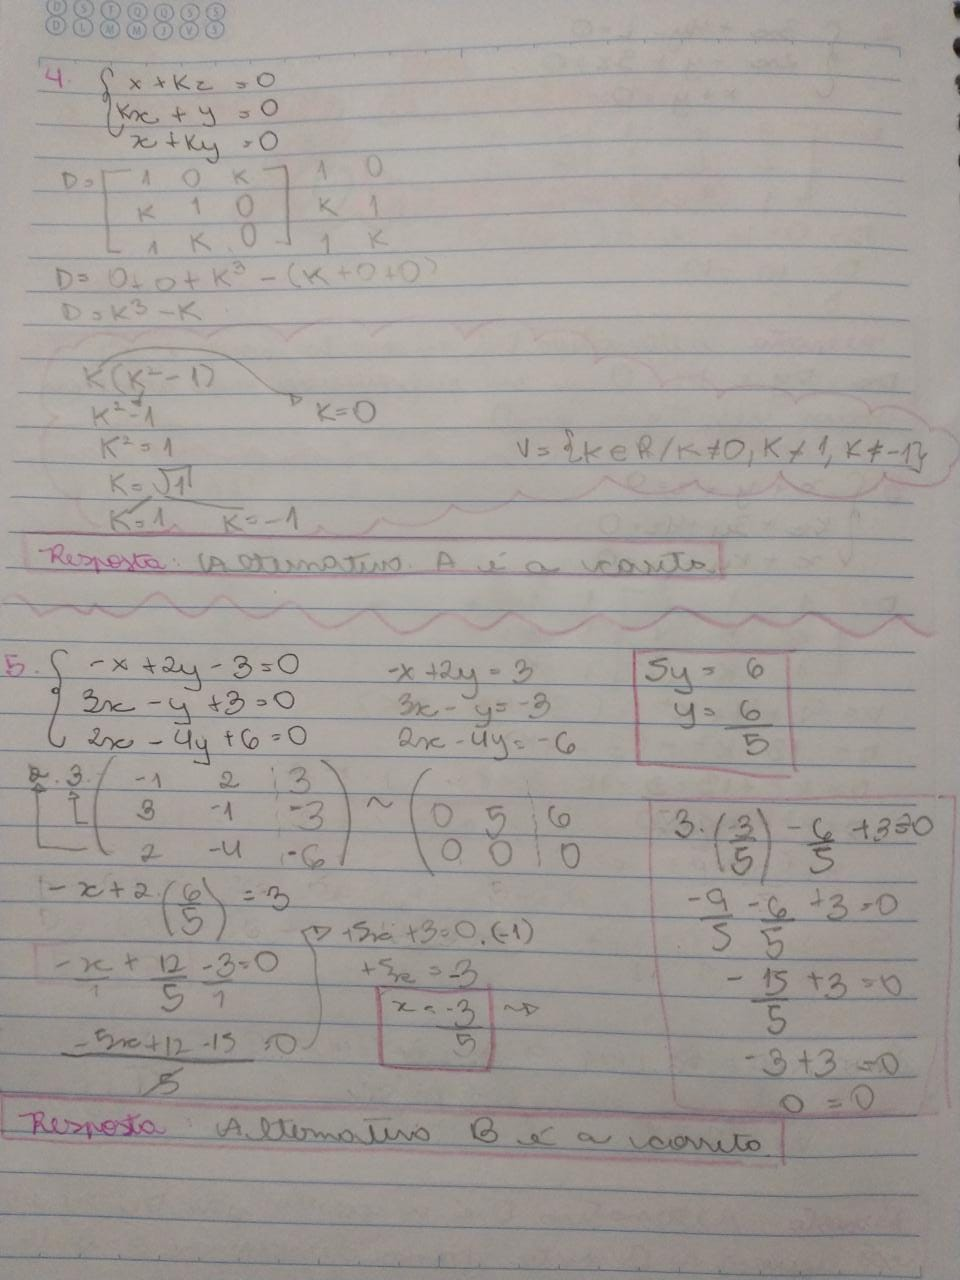 D S T Q Q S S
D L M M J V S
4. { x + Kz = 0
Kx + y = 0
x + Ky = 0
D = [ 1 0 K ] 1 0
K 1 0 K 1
1 K 0 1 K
D = 0 + 0 + K³ - (K + 0 + 0)
D = K³ - K
K(K² - 1)
K² - 1 K = 0
K² = 1
V = {K ∈ R / K ≠ 0, K ≠ 1, K ≠ -1}
K = √1
K = 1 K = -1
Resposta: Alternativa A é a correta
5. { -x + 2y - 3 = 0 -x + 2y = 3 5y = 6
3x - y + 3 = 0 3x - y = -3 y = 6/5
2x - 4y + 6 = 0 2x - 4y = -6
2. 3. ( -1 2 | 3 ) ~ ( 0 5 | 6 )
3 -1 | -3 0 0 | 0
2 -4 | -6
-x + 2.(6/5) = 3
-x/1 + 12/5 - 3/1 = 0
-5x + 12 - 15 = 0
5
+5x + 3 = 0 .(-1)
+5x = -3
x = -3/5
3.(3/5) - 6/5 + 3 = 0
-9/5 - 6/5 + 3 = 0
-15/5 + 3 = 0
-3 + 3 = 0
0 = 0
Resposta: Alternativa B é a correta.